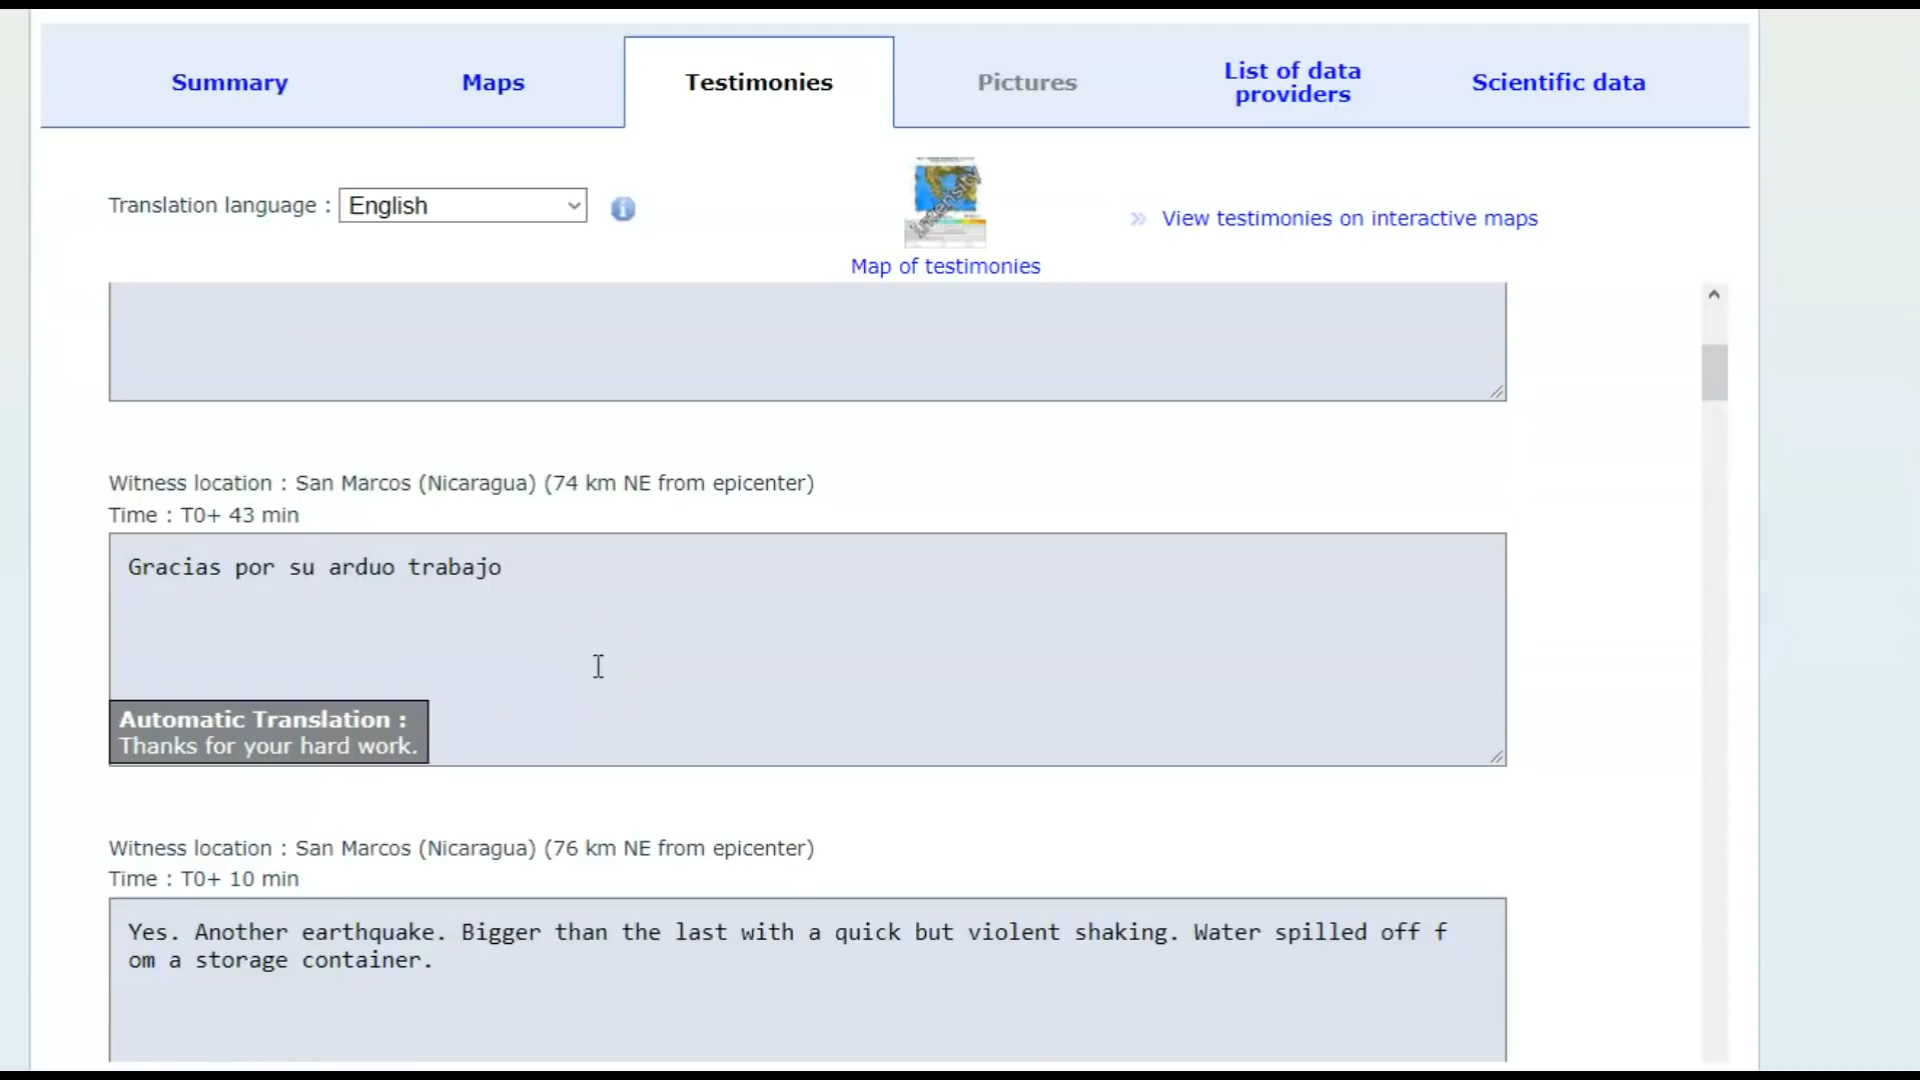 Summary
Maps
Testimonies
Pictures
List of data
providers
Scientific data
Translation language :
English
intensity
Map of testimonies
View testimonies on interactive maps
Witness location : San Marcos (Nicaragua) (74 km NE from epicenter)
Time : T0+ 43 min
Gracias por su arduo trabajo
Automatic Translation :
Thanks for your hard work.
Witness location : San Marcos (Nicaragua) (76 km NE from epicenter)
Time : T0+ 10 min
Yes. Another earthquake. Bigger than the last with a quick but violent shaking. Water spilled off f
om a storage container.